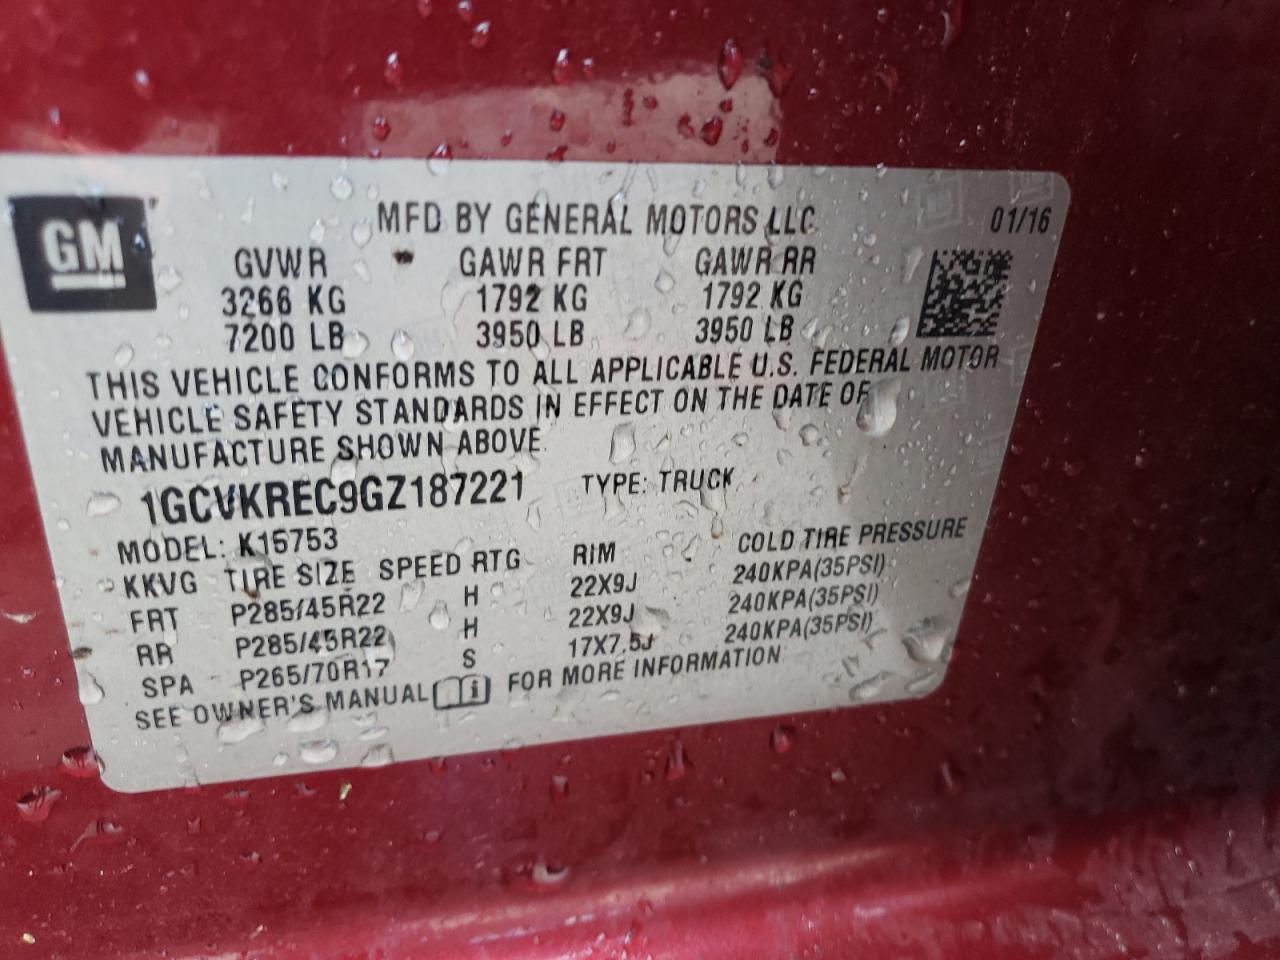 GM
MFD BY GENERAL MOTORS LLC 01/16
GVWR GAWR FRT GAWR RR
3266 KG 1792 KG 1792 KG
7200 LB 3950 LB 3950 LB
THIS VEHICLE CONFORMS TO ALL APPLICABLE U.S. FEDERAL MOTOR
VEHICLE SAFETY STANDARDS IN EFFECT ON THE DATE OF
MANUFACTURE SHOWN ABOVE.
1GCVKREC9GZ187221 TYPE: TRUCK
MODEL: K15753
KKVG TIRE SIZE SPEED RTG RIM COLD TIRE PRESSURE
FRT P285/45R22 H 22X9J 240KPA(35PSI)
RR P285/45R22 H 22X9J 240KPA(35PSI)
SPA P265/70R17 S 17X7.5J 240KPA(35PSI)
SEE OWNER'S MANUAL FOR MORE INFORMATION